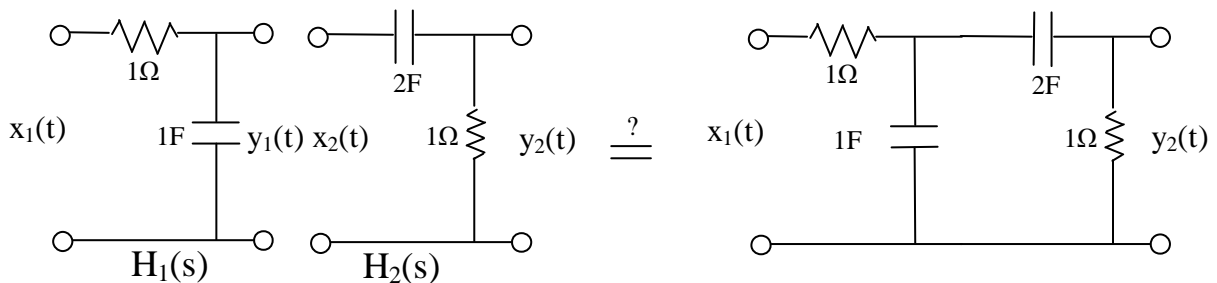 1Ω
2F
x₁(t) 1F y₁(t) x₂(t) 1Ω y₂(t) ?
H₁(s) H₂(s)
1Ω
2F
x₁(t) 1F 1Ω y₂(t)